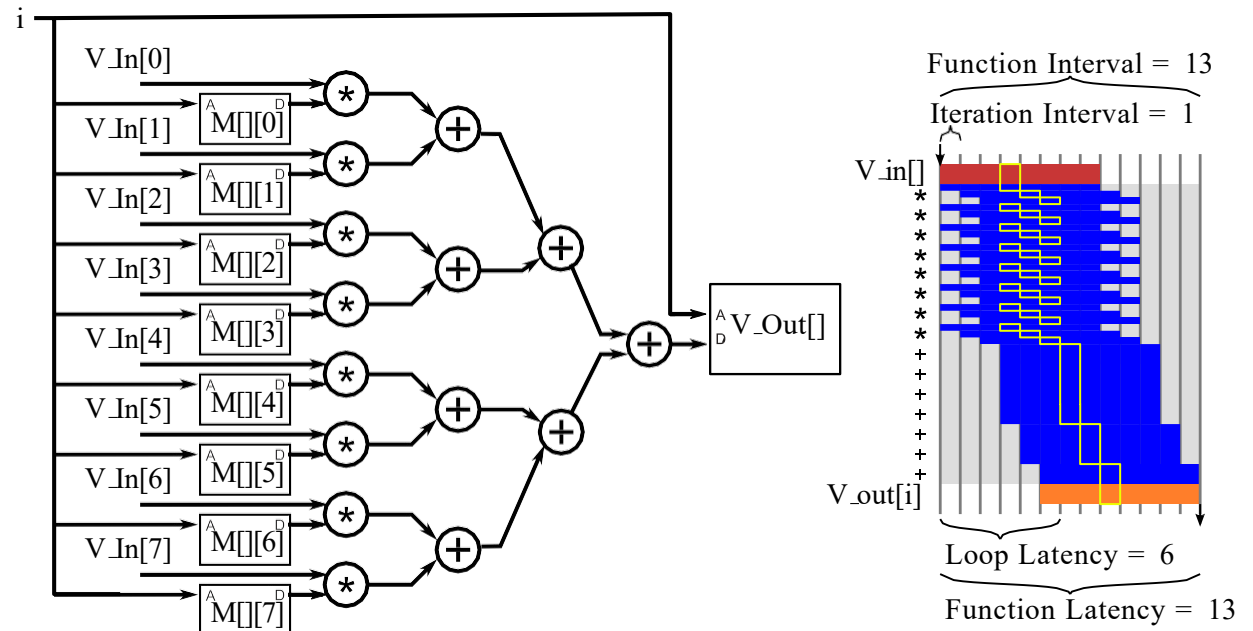 i
V_In[0]
A D
M[][0]
*
+
V_In[1]
A D
M[][1]
*
V_In[2]
A D
M[][2]
*
+
+
V_In[3]
A D
M[][3]
*
+
A
D
V_Out[]
V_In[4]
A D
M[][4]
*
+
+
V_In[5]
A D
M[][5]
*
V_In[6]
A D
M[][6]
*
+
V_In[7]
A D
M[][7]
*
Function Interval = 13
Iteration Interval = 1
V_in[]
*
*
*
*
*
*
*
*
+
+
+
+
+
+
+
V_out[i]
Loop Latency = 6
Function Latency = 13